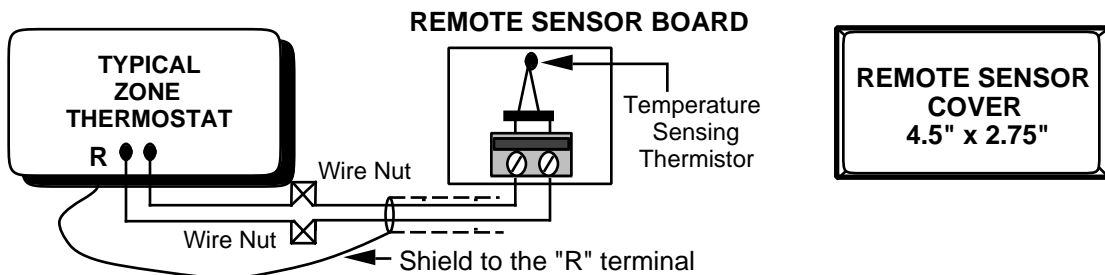 REMOTE SENSOR BOARD
TYPICAL
ZONE
THERMOSTAT
R
Temperature
Sensing
Thermistor
REMOTE SENSOR
COVER
4.5" x 2.75"
Wire Nut
Wire Nut
Shield to the "R" terminal